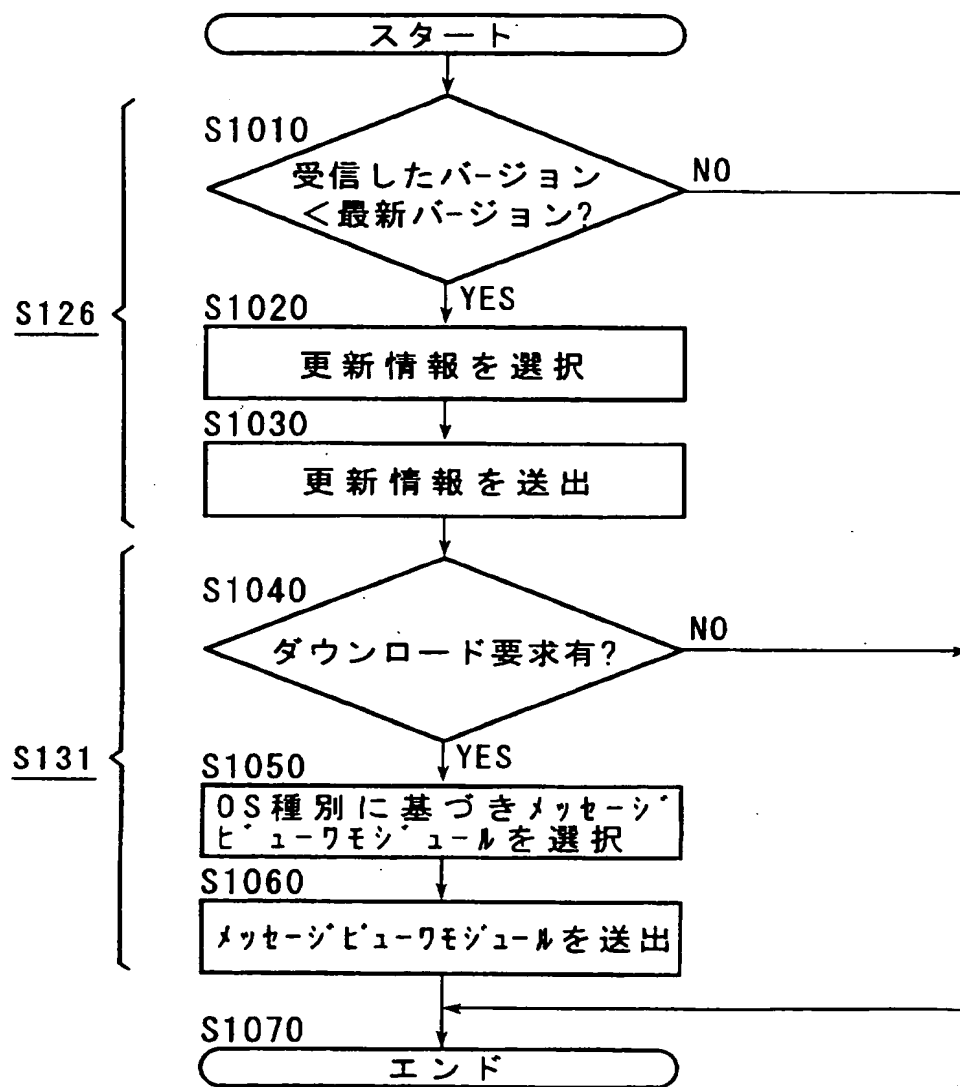 スタート
S1010
受信したバージョン
<最新バージョン?
NO
YES
S126
S1020
更新情報を選択
S1030
更新情報を送出
S1040
ダウンロード要求有?
NO
YES
S131
S1050
OS種別に基づきメッセージ
ビューワモジュールを選択
S1060
メッセージビューワモジュールを送出
S1070
エンド